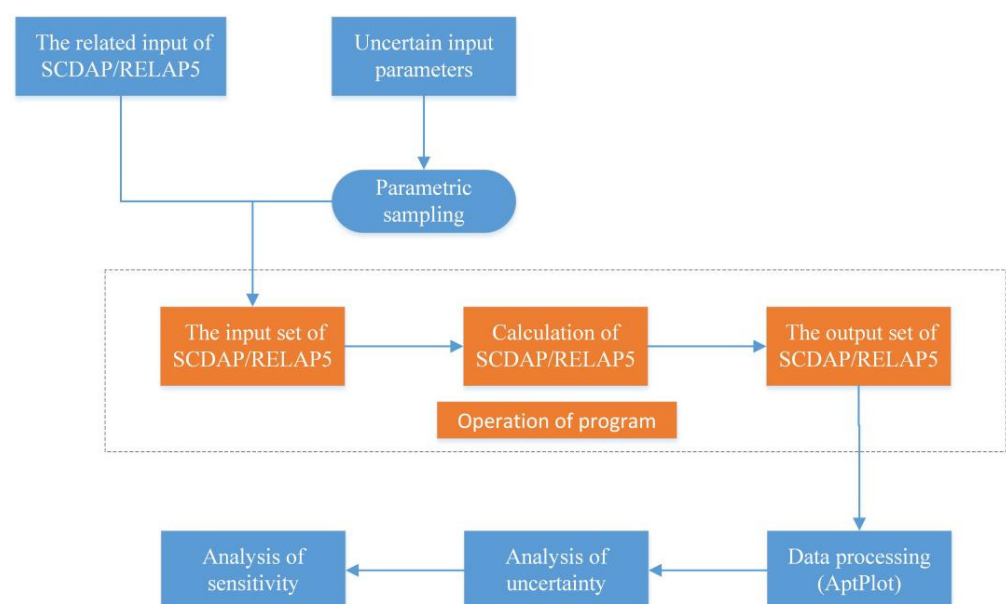 The related input of
SCDAP/RELAP5
Uncertain input
parameters
Parametric
sampling
The input set of
SCDAP/RELAP5
Calculation of
SCDAP/RELAP5
The output set of
SCDAP/RELAP5
Operation of program
Analysis of
sensitivity
Analysis of
uncertainty
Data processing
(AptPlot)